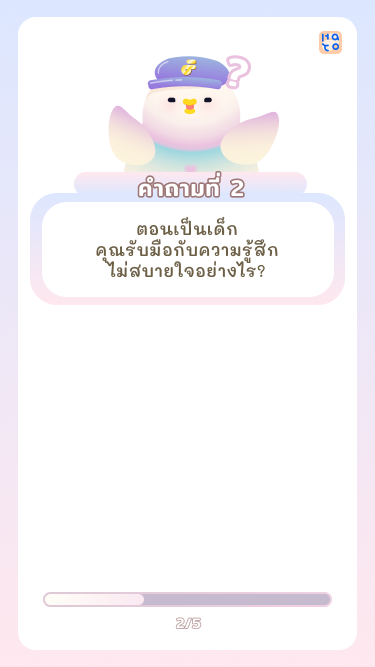 คำถามที่ 2
ตอนเป็นเด็ก
คุณรับมือกับความรู้สึก
ไม่สบายใจอย่างไร?
2/5